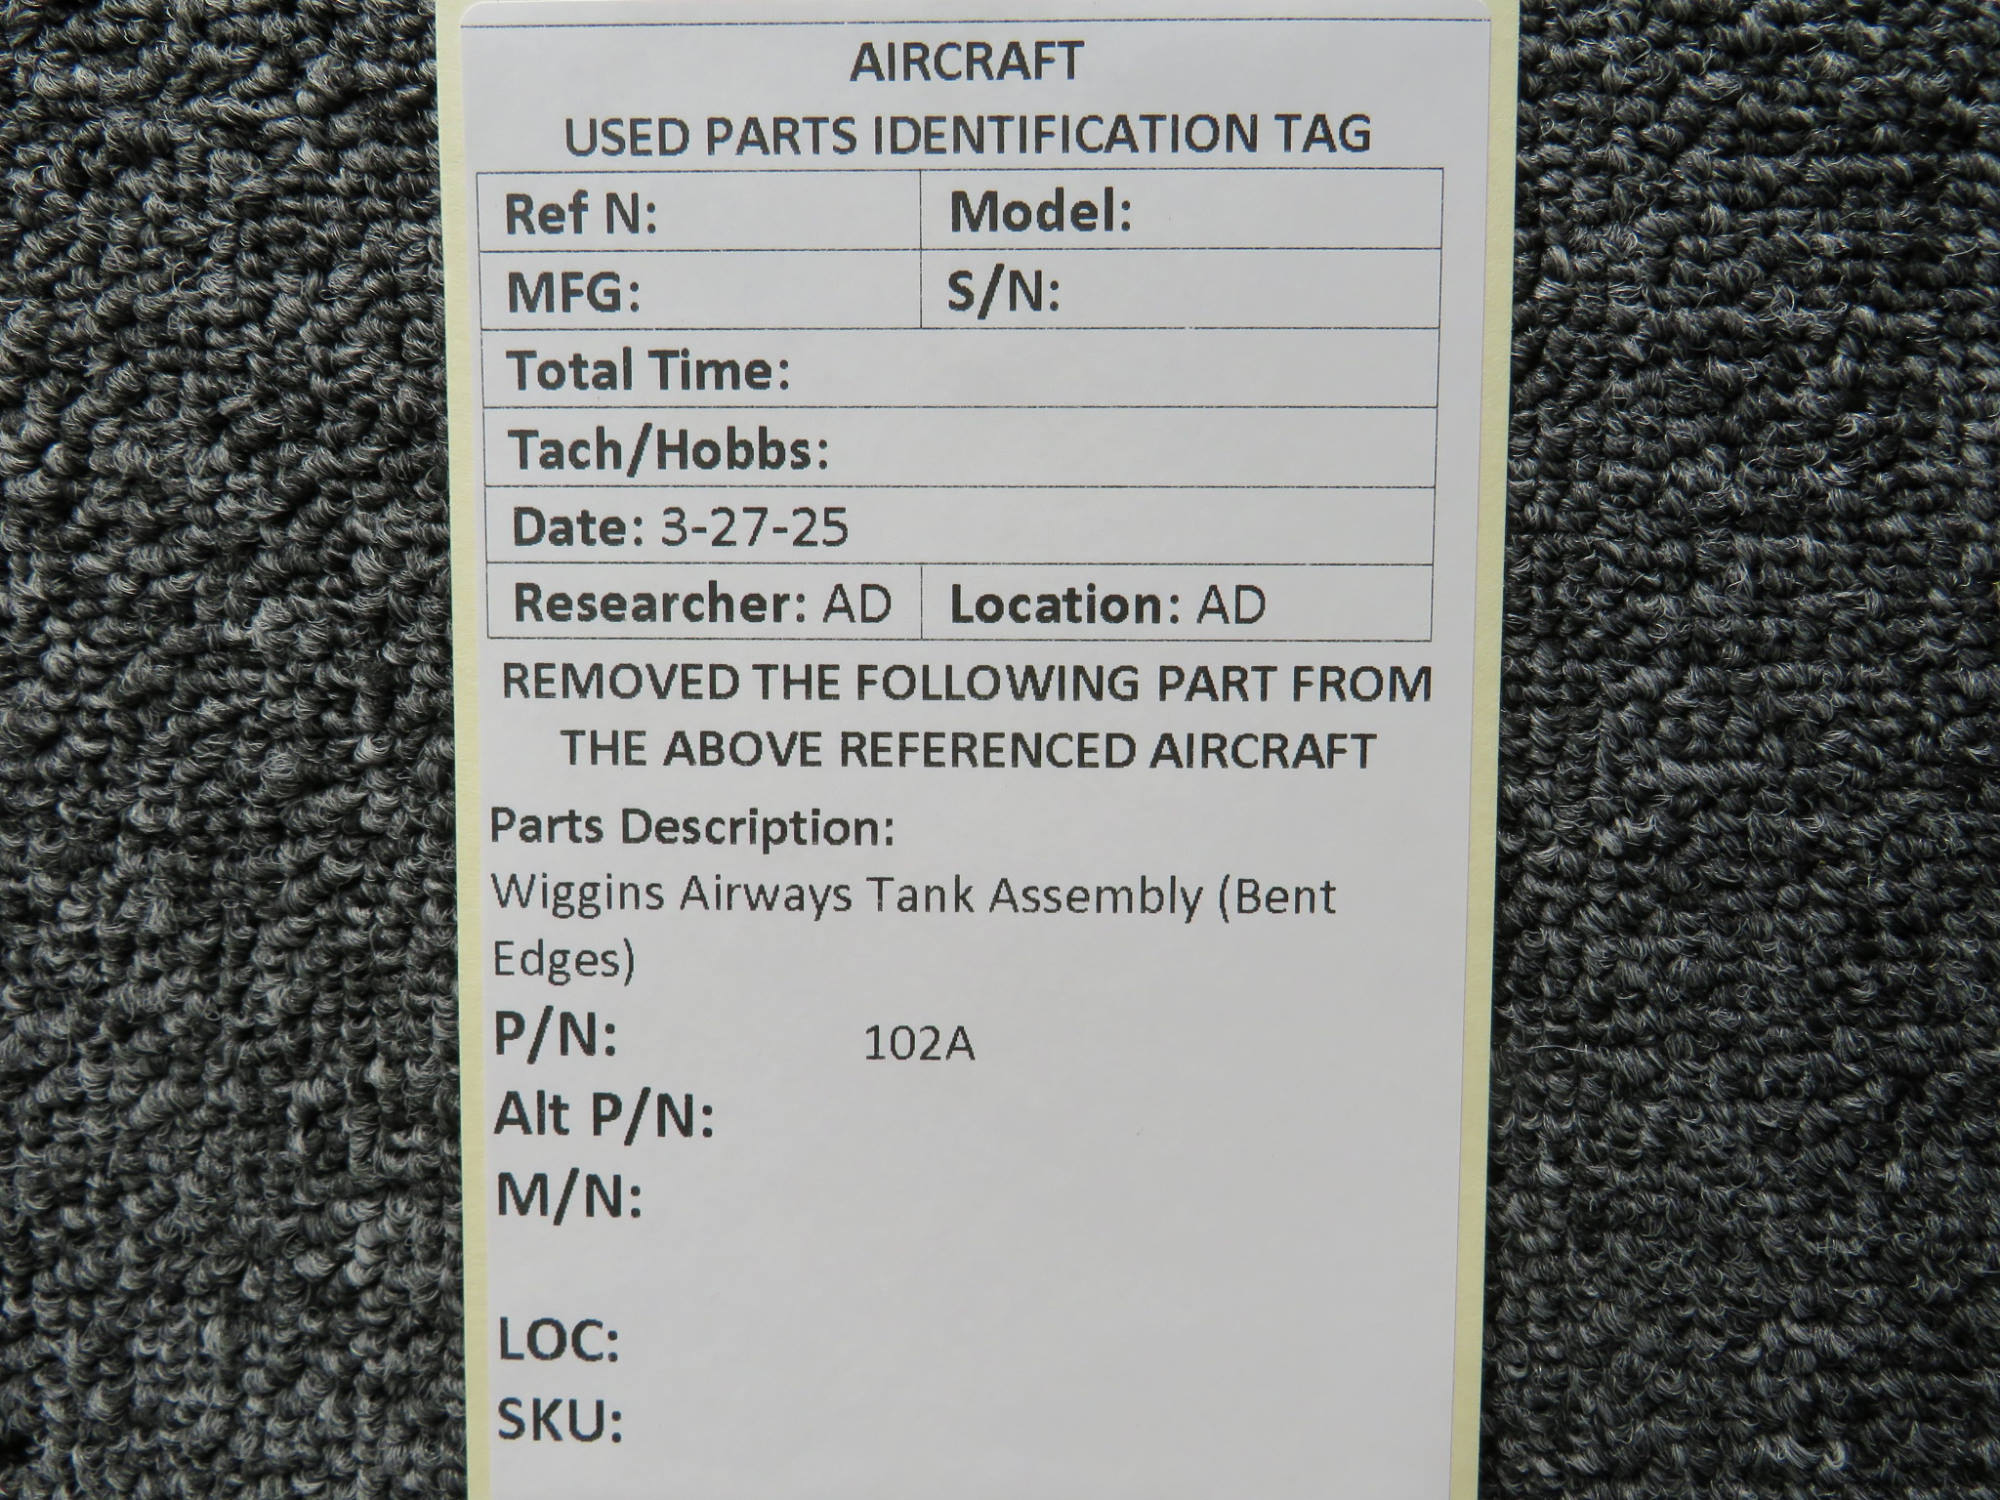 AIRCRAFT
USED PARTS IDENTIFICATION TAG
Ref N: Model:
MFG: S/N:
Total Time:
Tach/Hobbs:
Date: 3-27-25
Researcher: AD Location: AD
REMOVED THE FOLLOWING PART FROM
THE ABOVE REFERENCED AIRCRAFT
Parts Description:
Wiggins Airways Tank Assembly (Bent
Edges)
P/N: 102A
Alt P/N:
M/N:
LOC:
SKU: